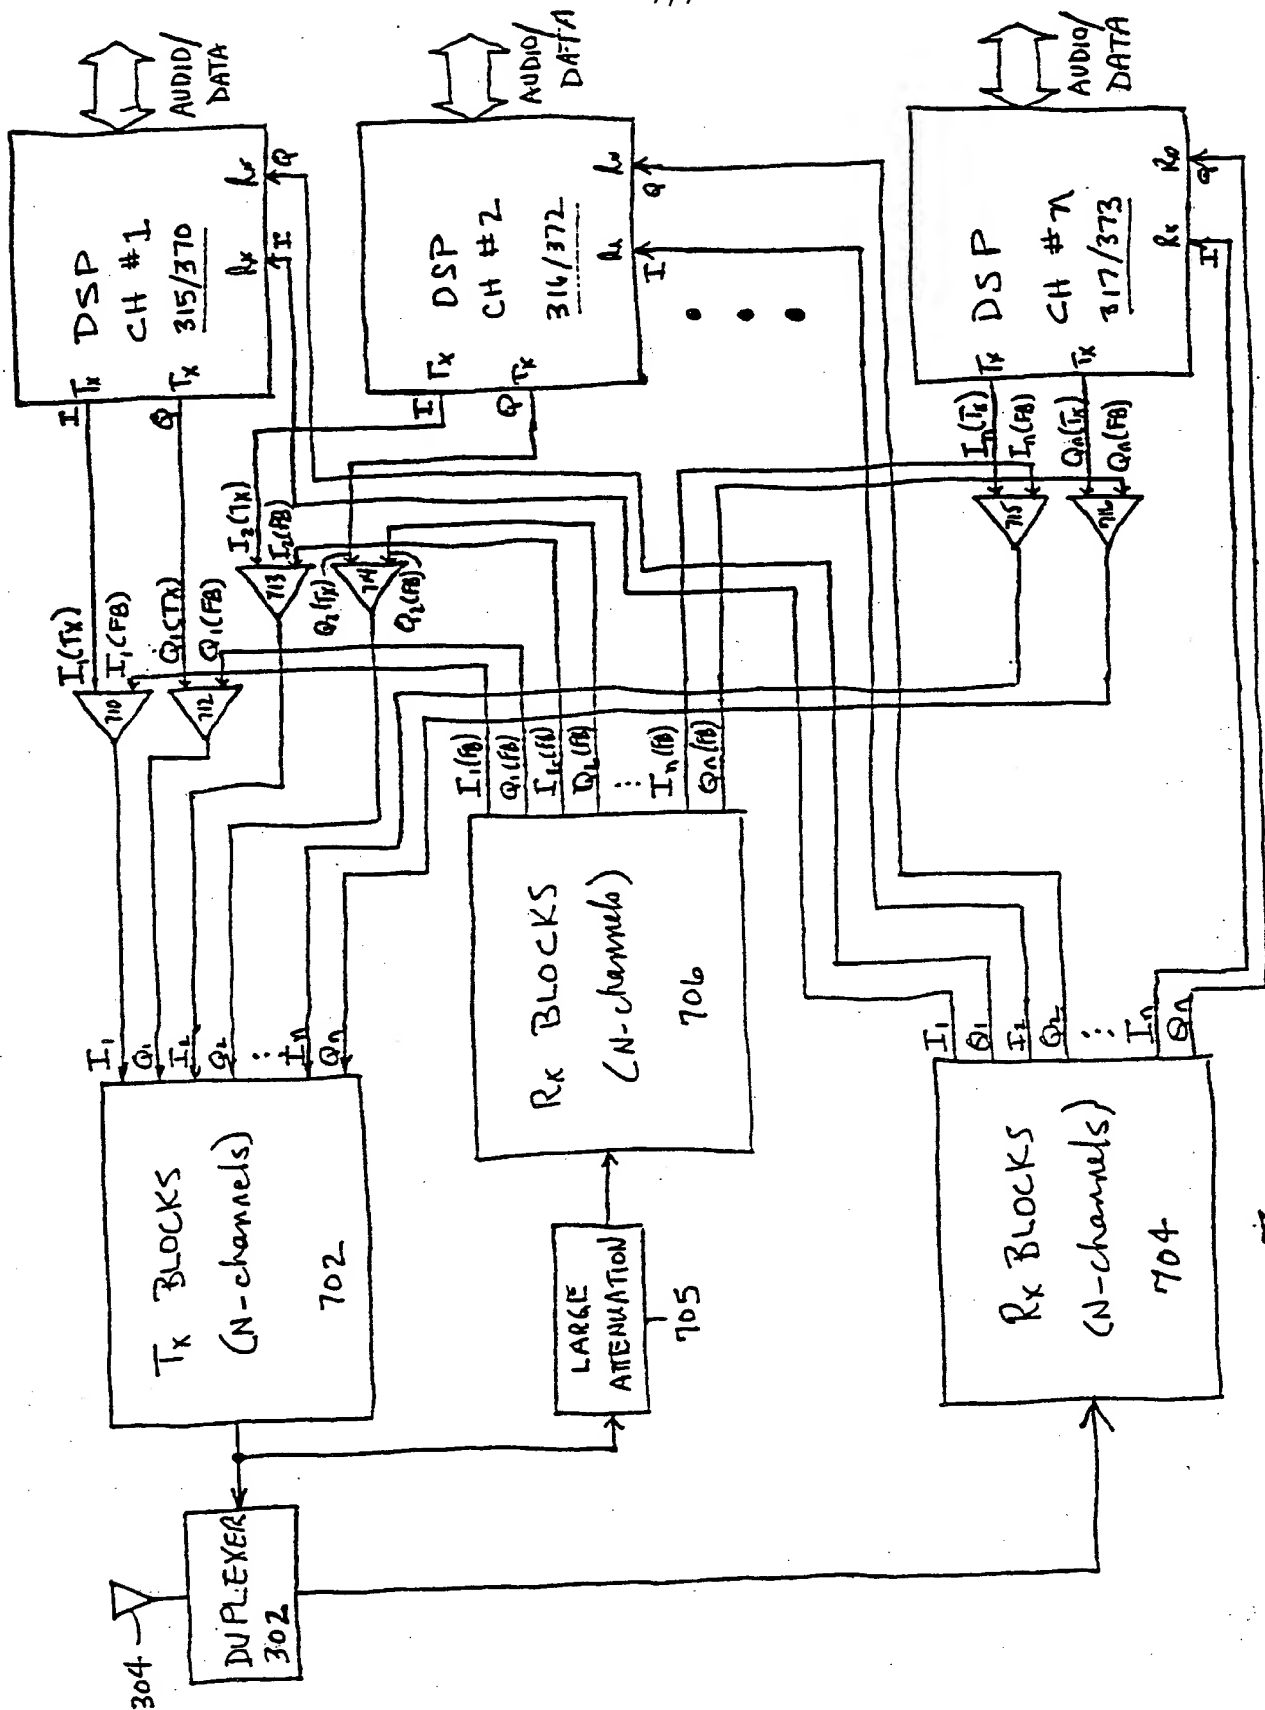 304
DUPLEXER
302
Tx BLOCKS
(N-channels)
702
I1
Q1
I2
Q2
⋮
In
Qn
LARGE
ATTENUATION
705
Rx BLOCKS
(N-channels)
706
I1(FB)
Q1(FB)
Q2(FB)
⋮
In(FB)
Qn(FB)
Rx BLOCKS
(N-channels)
704
I1
Q1
I2
Q2
⋮
In
Qn
I1(Tx)
I1(FB)
Q1(TX)
Q1(FB)
710
712
I2(TX)
I2(FB)
713
Q2(Tx)
714
Q2(FB)
In(Tx)
In(FB)
Qn(Tx)
Qn(FB)
715
716
I Tx
Q Tx
DSP
CH #1
315/370
Rx I
Rx Q
AUDIO/
DATA
I Tx
Q Tx
DSP
CH #2
316/372
Rx I
Rx Q
AUDIO/
DATA
• • •
Tx
Tx
DSP
CH #n
317/373
Rx I
Rx Q
AUDIO/
DATA